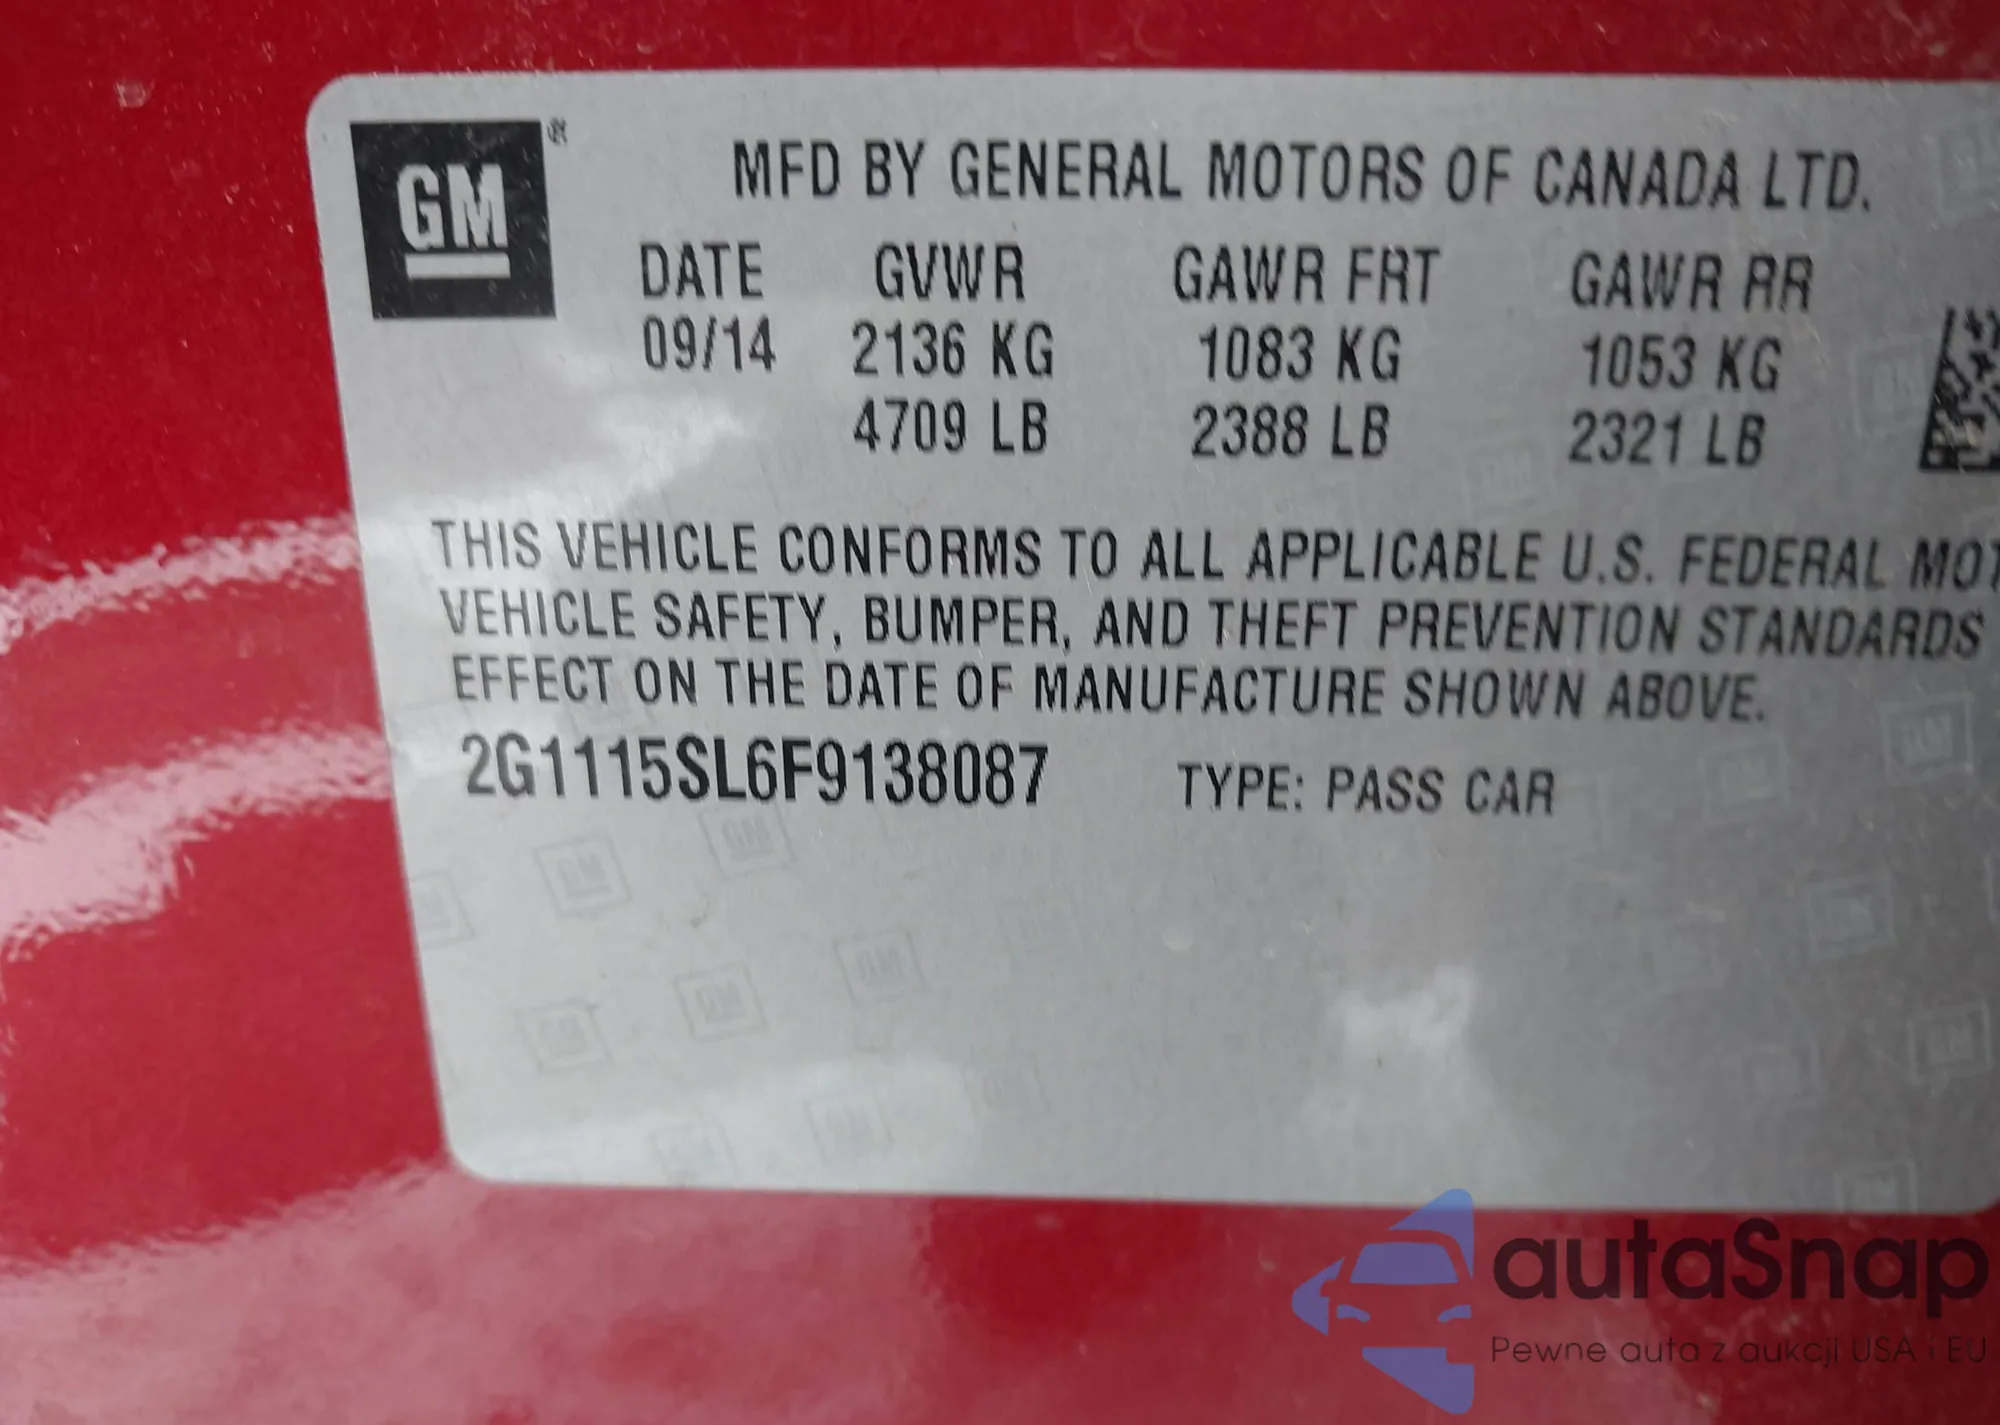 GM ®
MFD BY GENERAL MOTORS OF CANADA LTD.
DATE GVWR GAWR FRT GAWR RR
09/14 2136 KG 1083 KG 1053 KG
4709 LB 2388 LB 2321 LB
THIS VEHICLE CONFORMS TO ALL APPLICABLE U.S. FEDERAL MOT
VEHICLE SAFETY, BUMPER, AND THEFT PREVENTION STANDARDS
EFFECT ON THE DATE OF MANUFACTURE SHOWN ABOVE.
2G1115SL6F9138087 TYPE: PASS CAR
autaSnap
Pewne auta z aukcji USA i EU